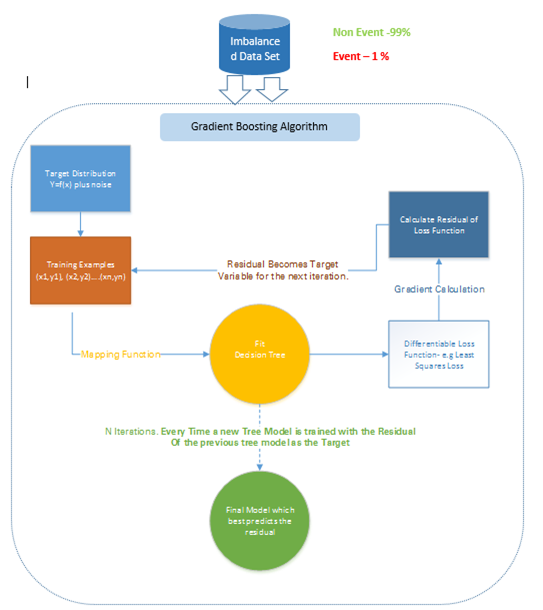 Imbalance
d Data Set
Non Event -99%
Event – 1 %
Gradient Boosting Algorithm
Target Distribution
Y=f(x) plus noise
Training Examples
(x1,y1), (x2,y2)....(xn,yn)
Calculate Residual of
Loss Function
Residual Becomes Target
Variable for the next iteration.
Gradient Calculation
Mapping Function
Fit
Decision Tree
Differentiable Loss
Function- e.g Least
Squares Loss
N Iterations. Every Time a new Tree Model is trained with the Residual
Of the previous tree model as the Target
Final Model which
best predicts the
residual